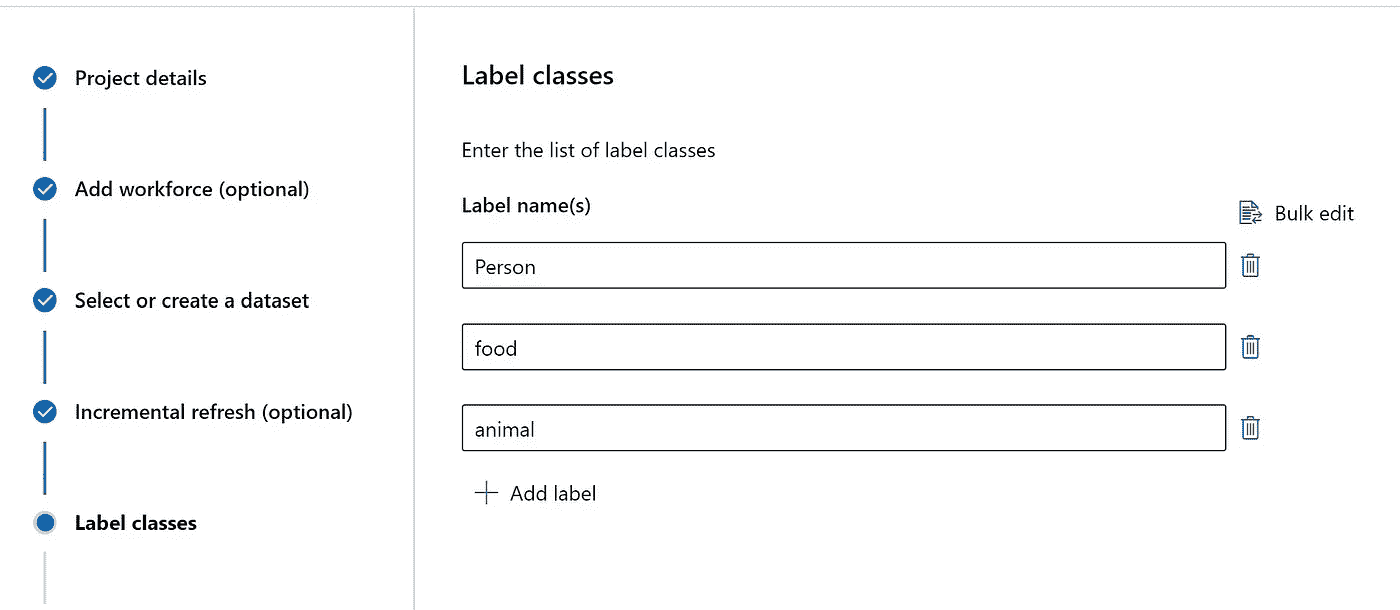 Project details
Add workforce (optional)
Select or create a dataset
Incremental refresh (optional)
Label classes
Label classes
Enter the list of label classes
Label name(s)
Bulk edit
Person
food
animal
Add label